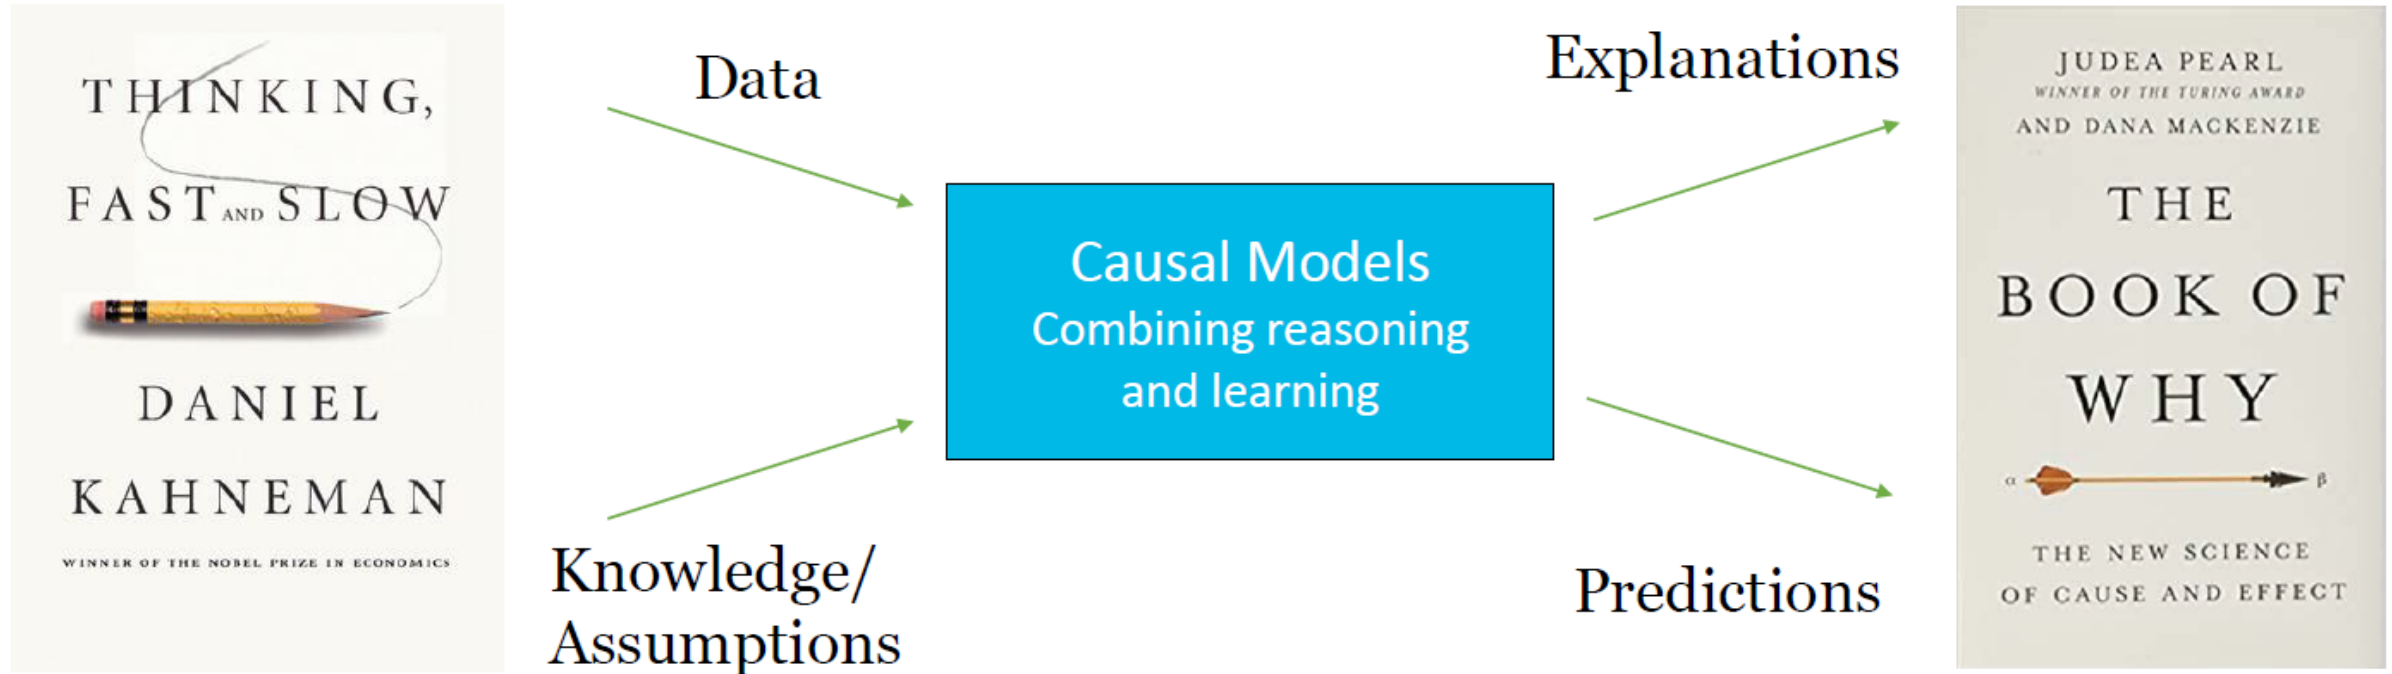 THINKING,
FAST AND SLOW
DANIEL
KAHNEMAN
WINNER OF THE NOBEL PRIZE IN ECONOMICS
Data
Knowledge/
Assumptions
Causal Models
Combining reasoning
and learning
Explanations
Predictions
JUDEA PEARL
WINNER OF THE TURING AWARD
AND DANA MACKENZIE
THE
BOOK OF
WHY
α β
THE NEW SCIENCE
OF CAUSE AND EFFECT